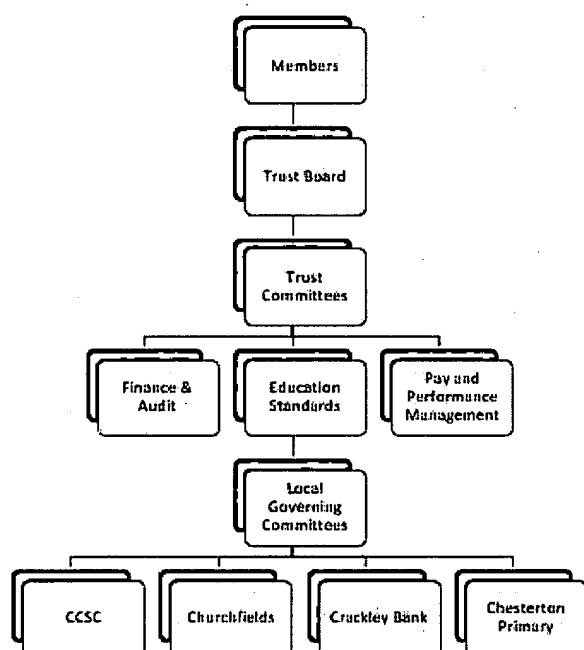 Members
Trust Board
Trust
Committees
Finance &
Audit
Education
Standards
Pay and
Performance
Management
Local
Governing
Committees
CCSC
Churchfields
Crackley Bank
Chesterton
Primary